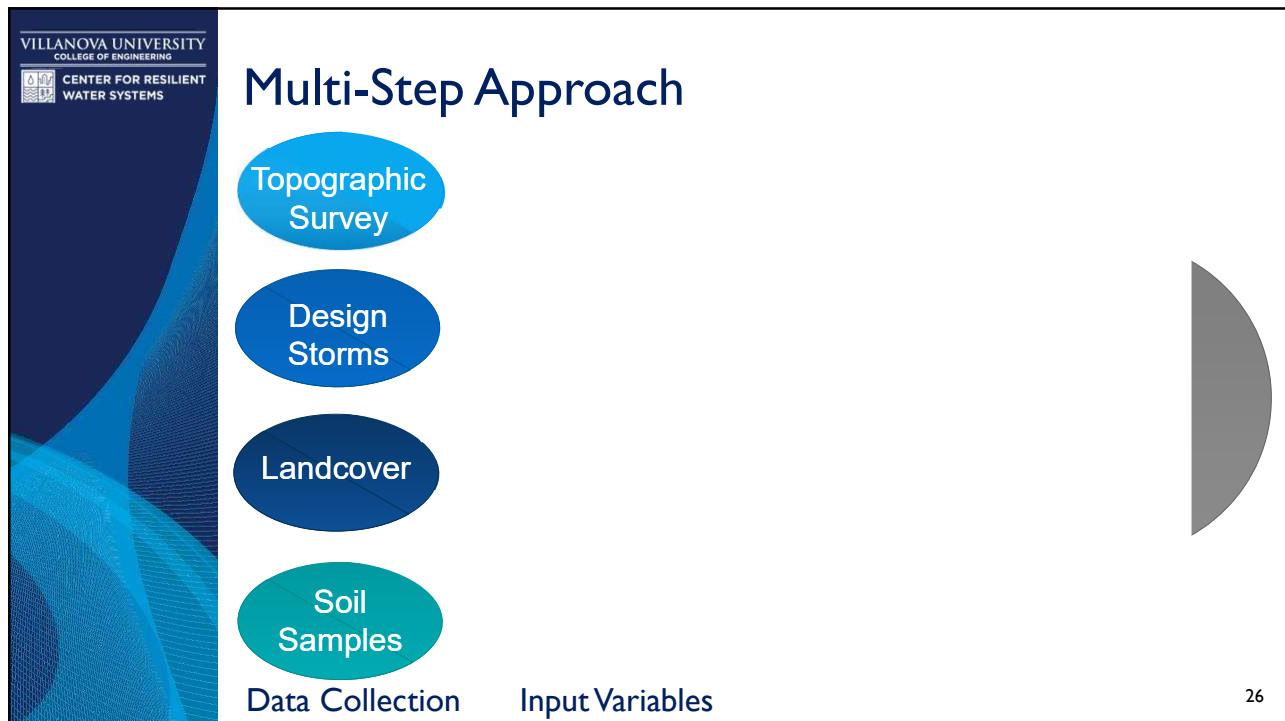 VILLANOVA UNIVERSITY
COLLEGE OF ENGINEERING
CENTER FOR RESILIENT
WATER SYSTEMS
Multi-Step Approach
Topographic
Survey
Design
Storms
Landcover
Soil
Samples
Data Collection
Input Variables
26